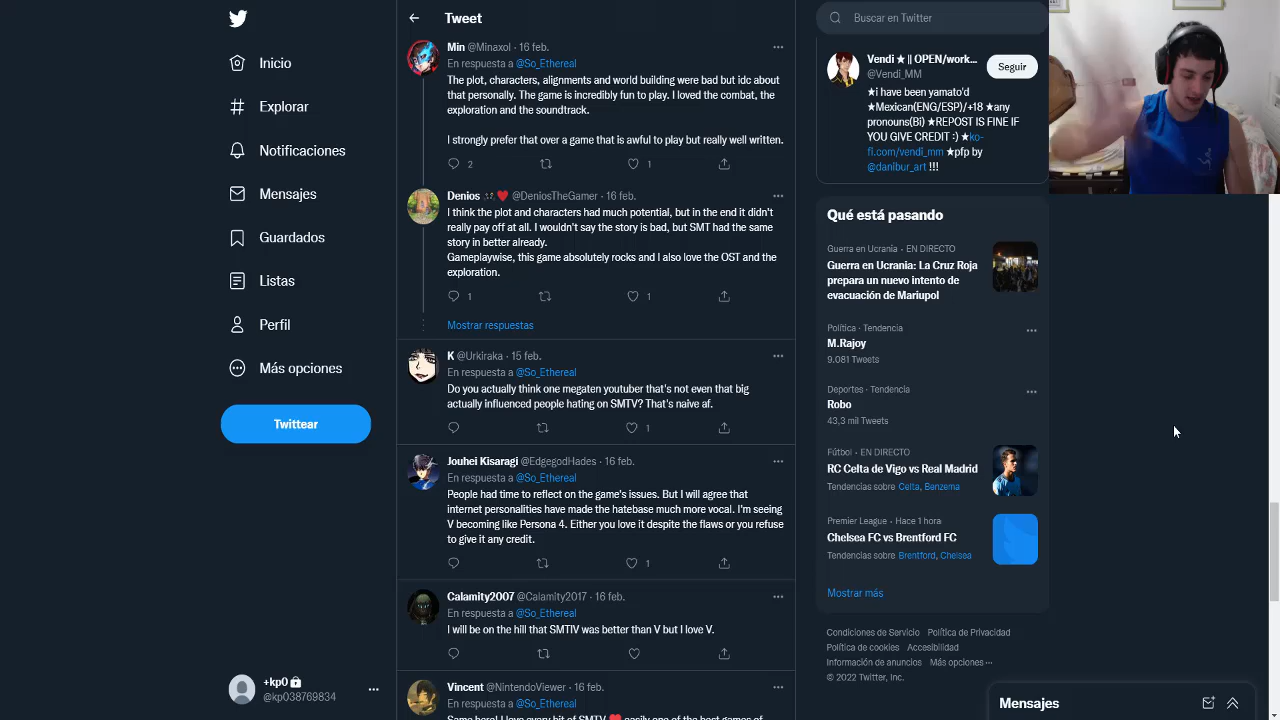 Inicio
Explorar
Notificaciones
Mensajes
Guardados
Listas
Perfil
Más opciones
Twittear
+kp0
@kp038769834
Tweet
Min @Minaxol · 16 feb.
En respuesta a @So_Ethereal
The plot, characters, alignments and world building were bad but idc about
that personally. The game is incredibly fun to play. I loved the combat, the
exploration and the soundtrack.
I strongly prefer that over a game that is awful to play but really well written.
2
1
Denios @DeniosTheGamer · 16 feb.
I think the plot and characters had much potential, but in the end it didn't
really pay off at all. I wouldn't say the story is bad, but SMT had the same
story in better already.
Gameplaywise, this game absolutely rocks and I also love the OST and the
exploration.
1
1
Mostrar respuestas
K @Urkiraka · 15 feb.
En respuesta a @So_Ethereal
Do you actually think one megaten youtuber that's not even that big
actually influenced people hating on SMTV? That's naive af.
1
Jouhei Kisaragi @EdgegodHades · 16 feb.
En respuesta a @So_Ethereal
People had time to reflect on the game's issues. But I will agree that
internet personalities have made the hatebase much more vocal. I'm seeing
V becoming like Persona 4. Either you love it despite the flaws or you refuse
to give it any credit.
1
Calamity2007 @Calamity2017 · 16 feb.
En respuesta a @So_Ethereal
I will be on the hill that SMTIV was better than V but I love V.
Vincent @NintendoViewer · 16 feb.
En respuesta a @So_Ethereal
Same here! I love every bit of SMTV ❤ easily one of the best games of
Buscar en Twitter
Vendi ★ || OPEN/work...
@Vendi_MM
Seguir
★i have been yamato'd
★Mexican(ENG/ESP)/+18 ★any
pronouns(Bi) ★REPOST IS FINE IF
YOU GIVE CREDIT :) ★ko-
fi.com/vendi_mm ★pfp by
@danibur_art !!!
Qué está pasando
Guerra en Ucrania · EN DIRECTO
Guerra en Ucrania: La Cruz Roja
prepara un nuevo intento de
evacuación de Mariupol
Política · Tendencia
M.Rajoy
9.081 Tweets
Deportes · Tendencia
Robo
43,3 mil Tweets
Fútbol · EN DIRECTO
RC Celta de Vigo vs Real Madrid
Tendencias sobre Celta, Benzema
Premier League · Hace 1 hora
Chelsea FC vs Brentford FC
Tendencias sobre Brentford, Chelsea
Mostrar más
Condiciones de Servicio Política de Privacidad
Política de cookies Accesibilidad
Información de anuncios Más opciones ···
© 2022 Twitter, Inc.
Mensajes